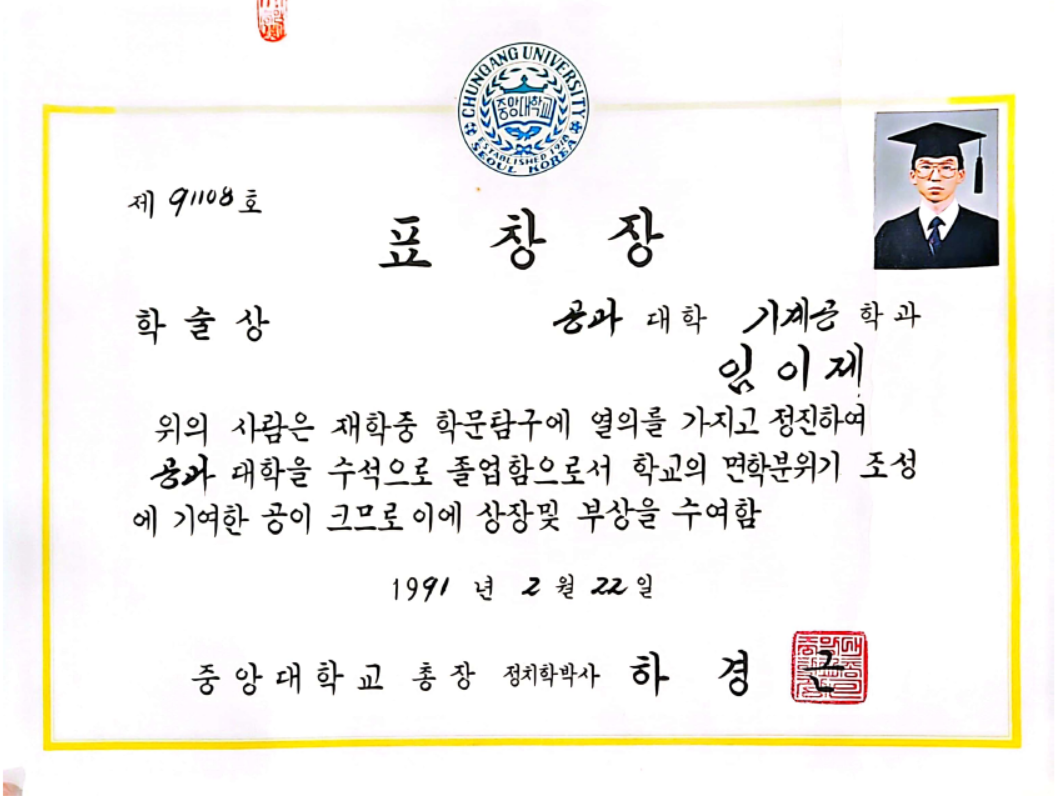 CHUNGANG UNIVERSITY
중앙대학교
ESTABLISHED 1918
SEOUL KOREA
제 91108 호
표 창 장
학 술 상
공과 대학 기계공 학과
임 이 제
위의 사람은 재학중 학문탐구에 열의를 가지고 정진하여
공과 대학을 수석으로 졸업함으로서 학교의 면학분위기 조성
에 기여한 공이 크므로 이에 상장및 부상을 수여함
1991 년 2 월 22 일
중앙대학교 총장 정치학박사 하 경 근